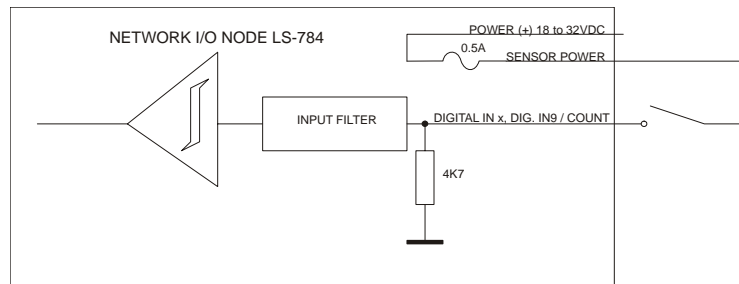 POWER (+) 18 to 32VDC
NETWORK I/O NODE LS-784
0.5A
SENSOR POWER
INPUT FILTER
DIGITAL IN x, DIG. IN9 / COUNT
4K7